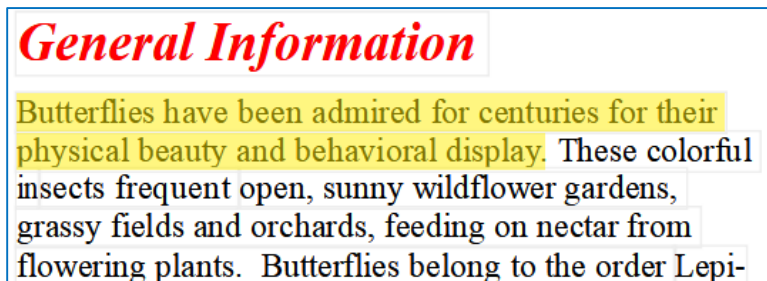 General Information
Butterflies have been admired for centuries for their
physical beauty and behavioral display. These colorful
insects frequent open, sunny wildflower gardens,
grassy fields and orchards, feeding on nectar from
flowering plants.  Butterflies belong to the order Lepi-